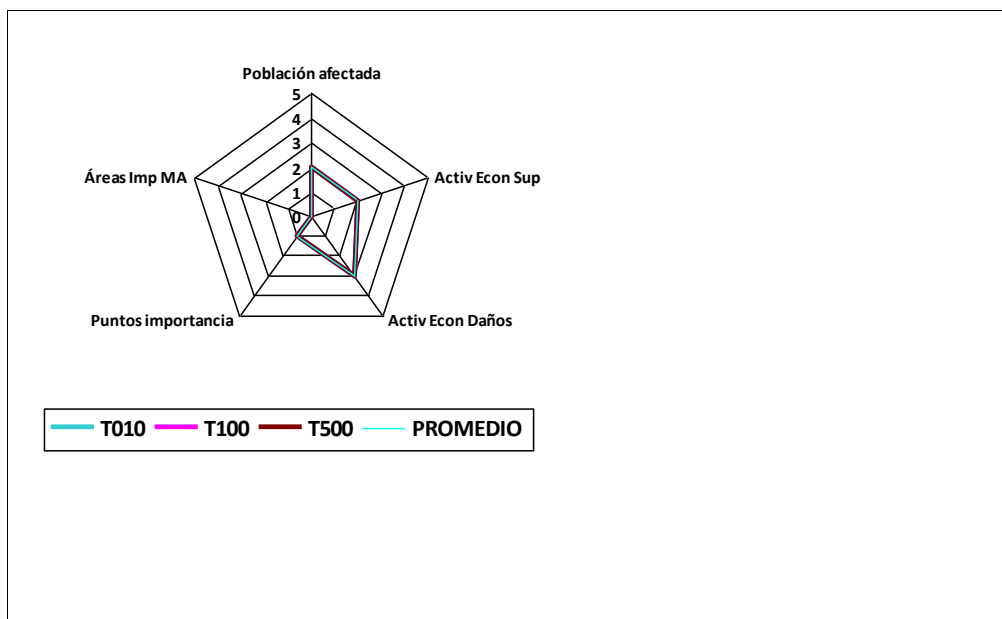 Población afectada
5
4
3
Áreas Imp MA
Activ Econ Sup
2
1
0
Puntos importancia
Activ Econ Daños
T010 T100 T500 PROMEDIO